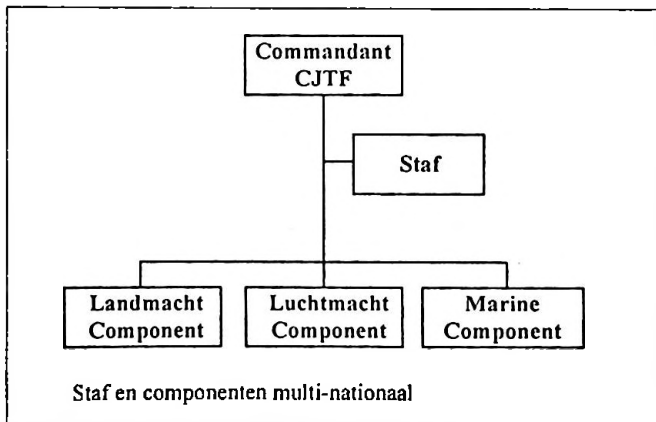 Commandant
CJTF
Staf
Landmacht
Component
Luchtmacht
Component
Marine
Component
Staf en componenten multi-nationaal